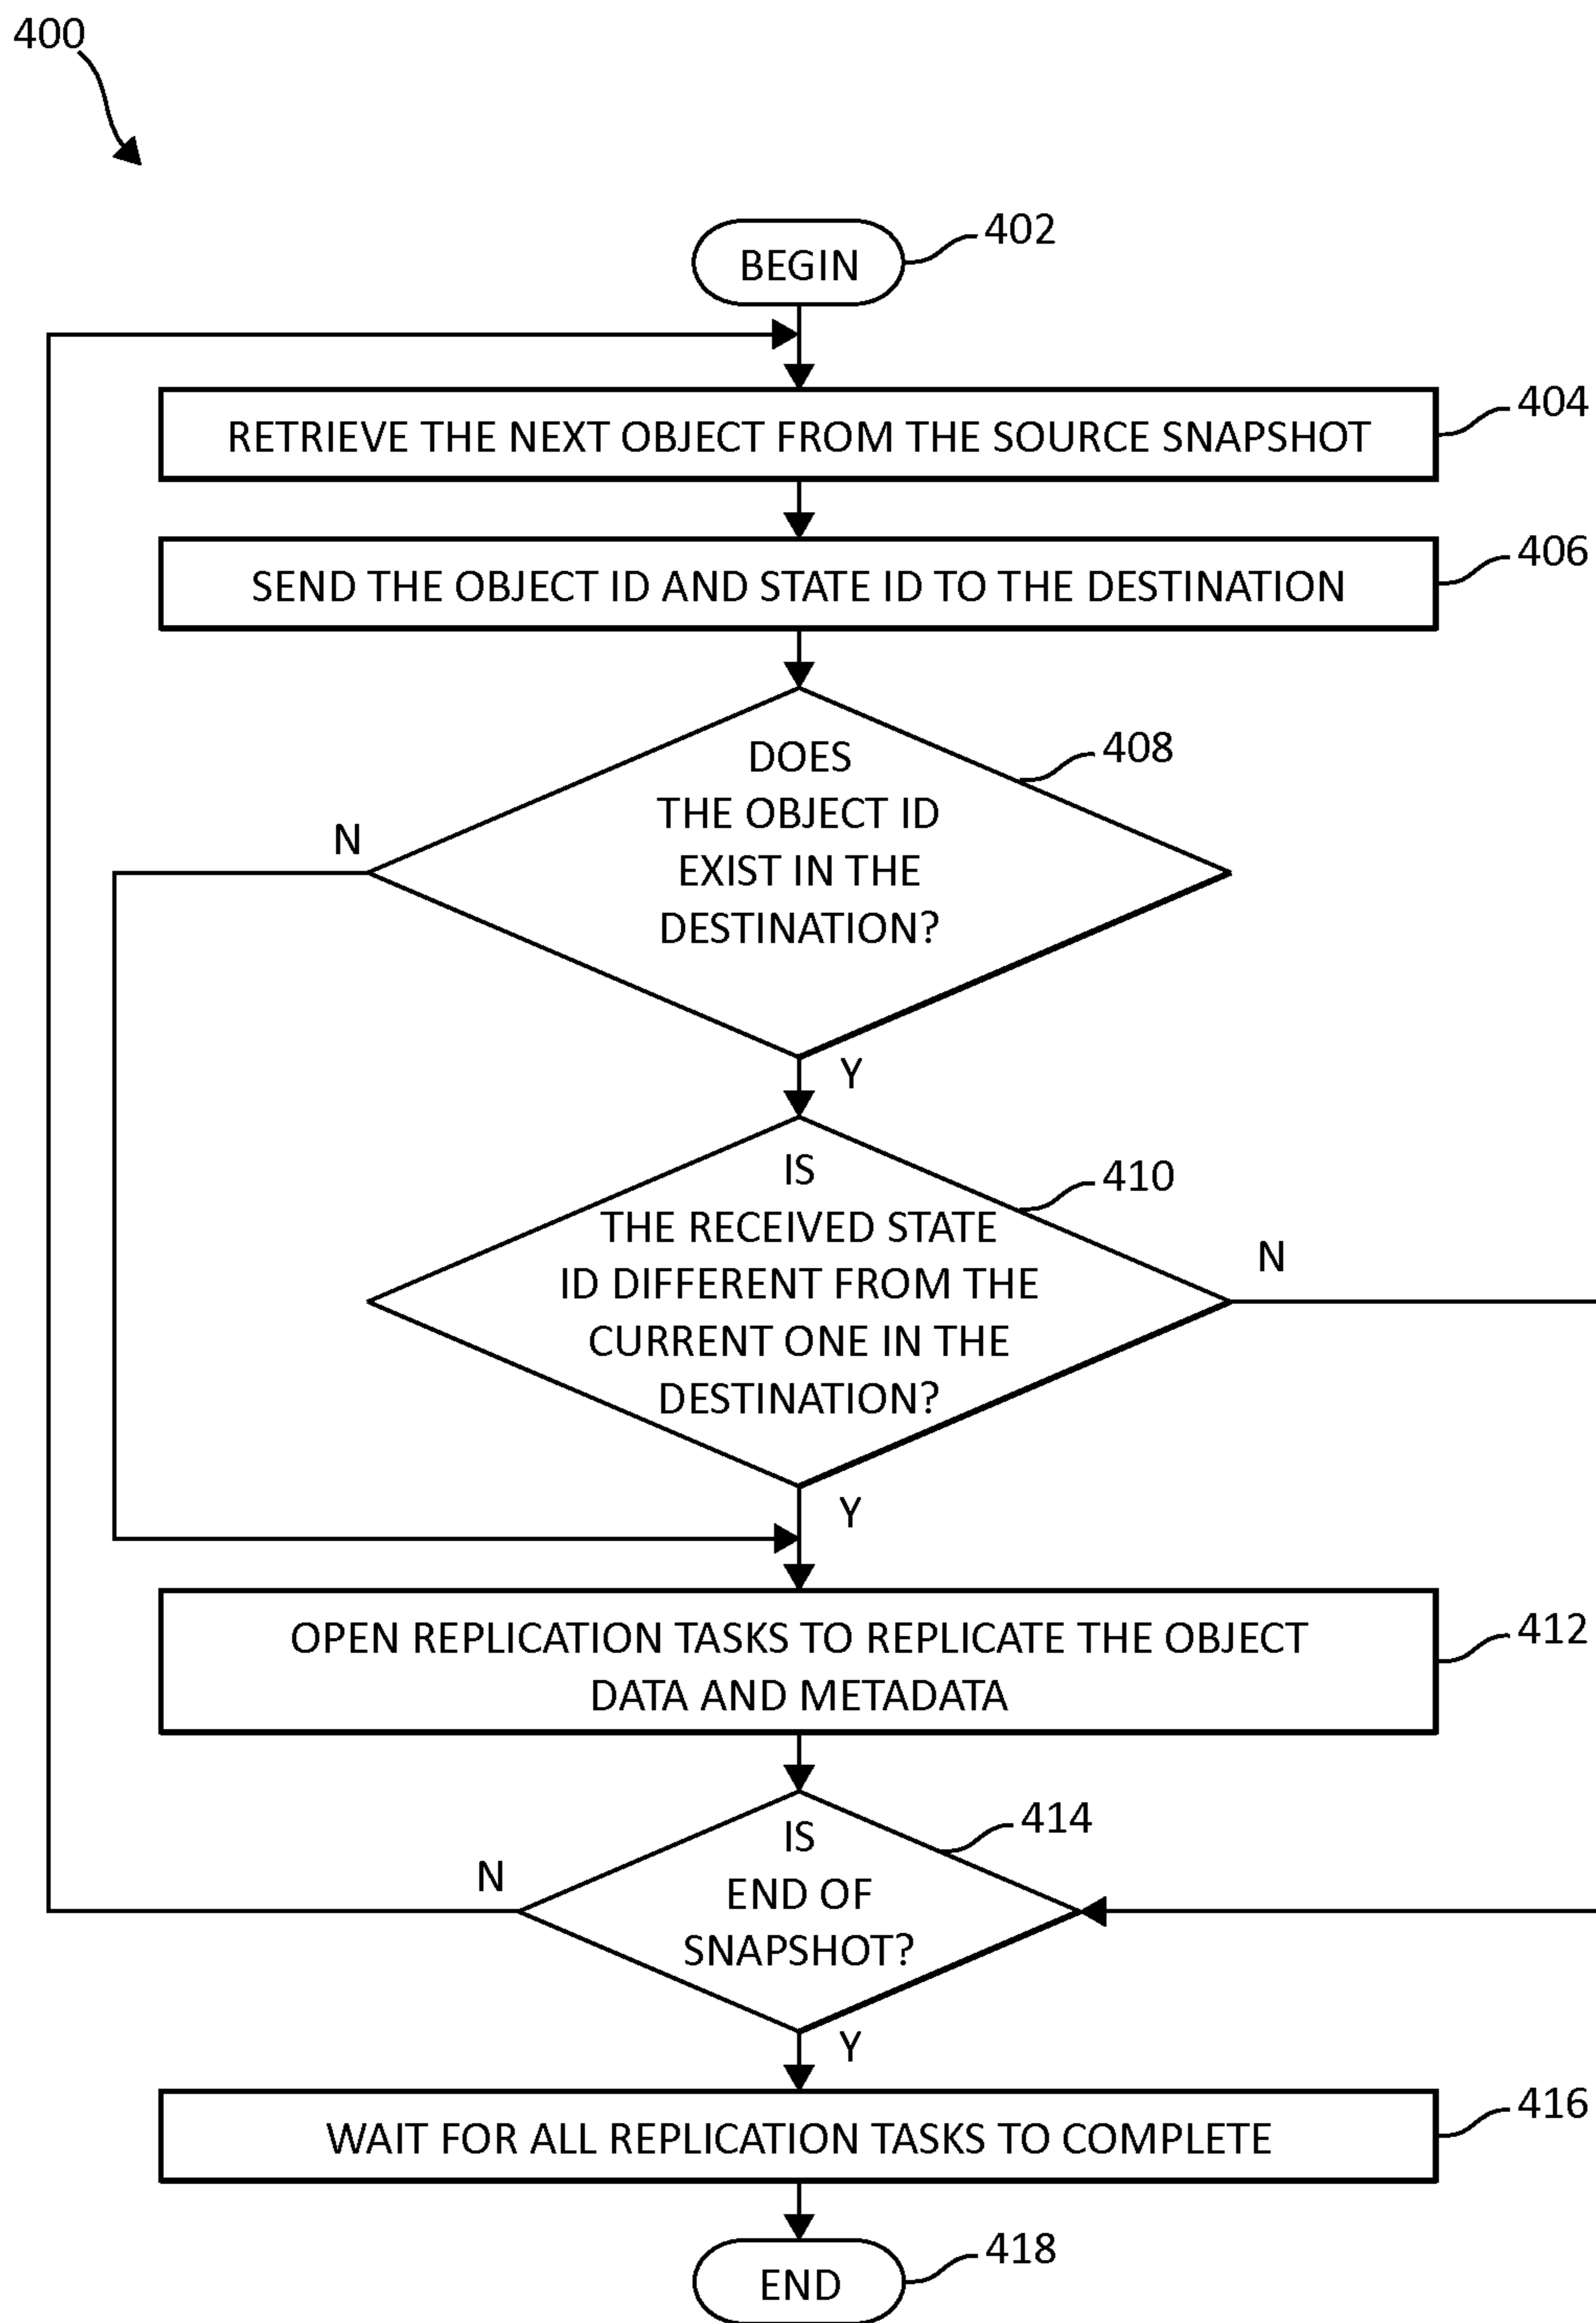 400
BEGIN
402
RETRIEVE THE NEXT OBJECT FROM THE SOURCE SNAPSHOT
404
SEND THE OBJECT ID AND STATE ID TO THE DESTINATION
406
DOES
THE OBJECT ID
EXIST IN THE
DESTINATION?
408
N
Y
IS
THE RECEIVED STATE
ID DIFFERENT FROM THE
CURRENT ONE IN THE
DESTINATION?
410
N
Y
OPEN REPLICATION TASKS TO REPLICATE THE OBJECT
DATA AND METADATA
412
IS
END OF
SNAPSHOT?
414
N
Y
WAIT FOR ALL REPLICATION TASKS TO COMPLETE
416
END
418